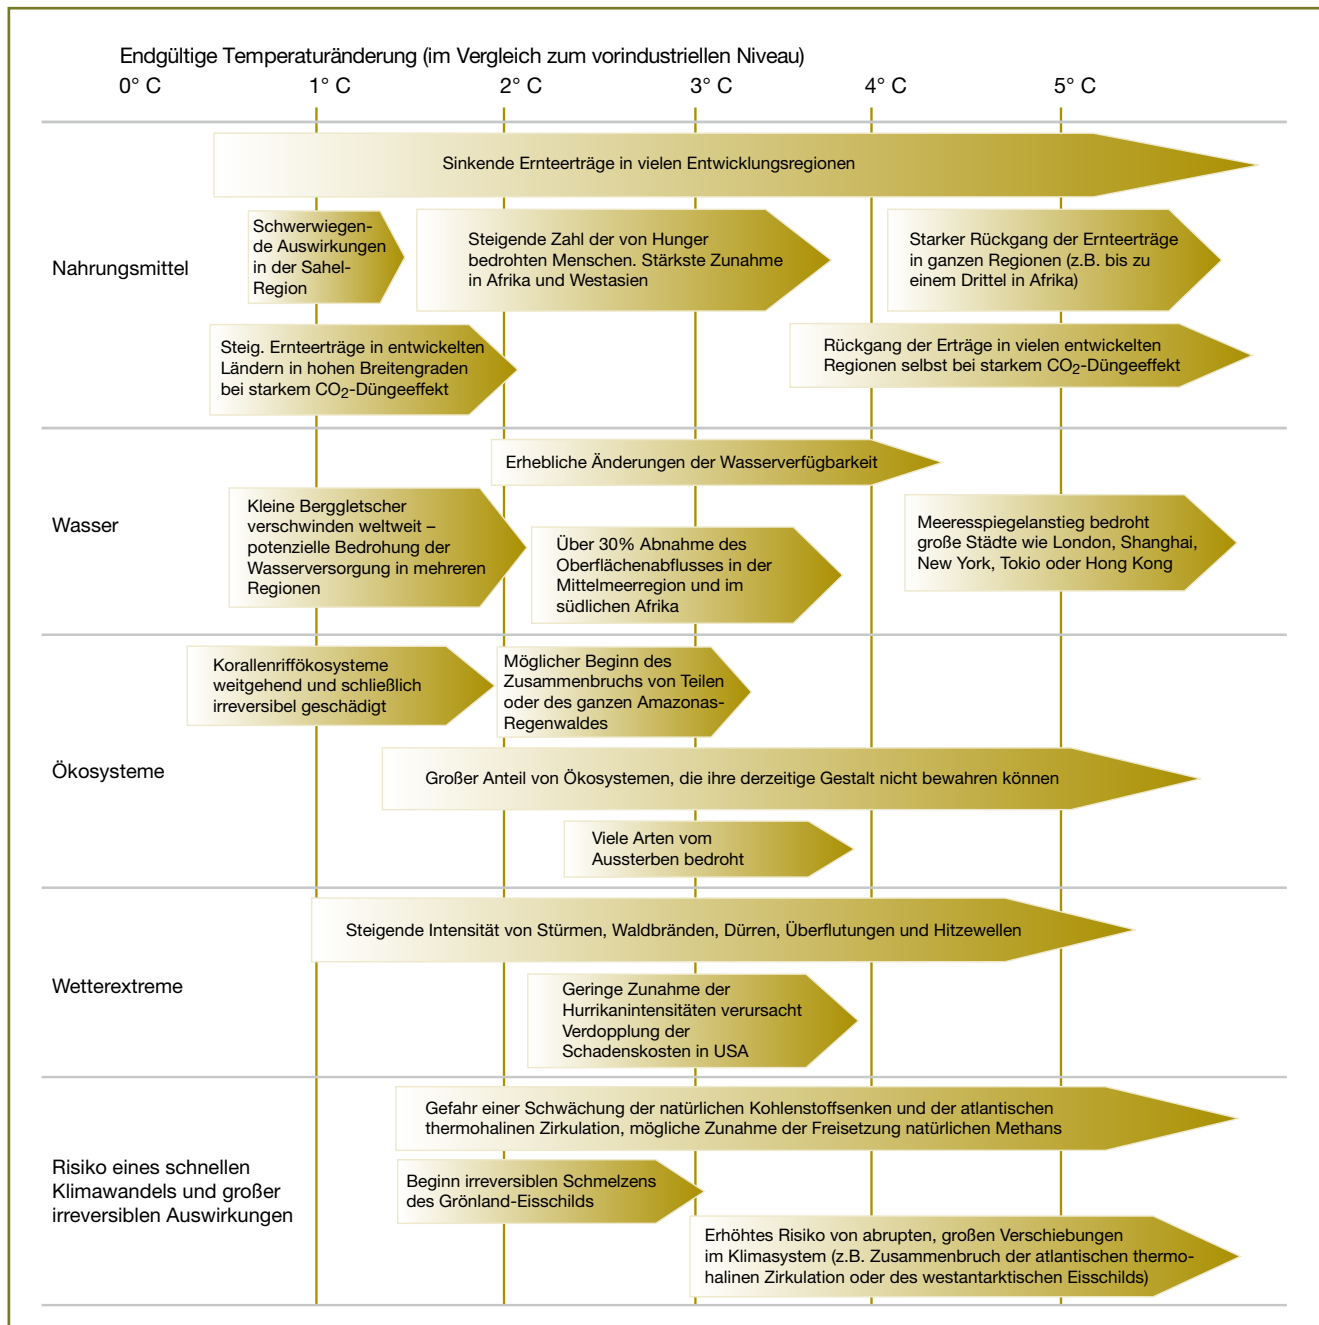 Endgültige Temperaturänderung (im Vergleich zum vorindustriellen Niveau)
0° C 1° C 2° C 3° C 4° C 5° C
Nahrungsmittel
Sinkende Ernteerträge in vielen Entwicklungsregionen
Schwerwiegen-
de Auswirkungen
in der Sahel-
Region
Steigende Zahl der von Hunger
bedrohten Menschen. Stärkste Zunahme
in Afrika und Westasien
Starker Rückgang der Ernteerträge
in ganzen Regionen (z.B. bis zu
einem Drittel in Afrika)
Steig. Ernteerträge in entwickelten
Ländern in hohen Breitengraden
bei starkem CO2-Düngeeffekt
Rückgang der Erträge in vielen entwickelten
Regionen selbst bei starkem CO2-Düngeeffekt
Wasser
Erhebliche Änderungen der Wasserverfügbarkeit
Kleine Berggletscher
verschwinden weltweit –
potenzielle Bedrohung der
Wasserversorgung in mehreren
Regionen
Über 30% Abnahme des
Oberflächenabflusses in der
Mittelmeerregion und im
südlichen Afrika
Meeresspiegelanstieg bedroht
große Städte wie London, Shanghai,
New York, Tokio oder Hong Kong
Ökosysteme
Korallenriffökosysteme
weitgehend und schließlich
irreversibel geschädigt
Möglicher Beginn des
Zusammenbruchs von Teilen
oder des ganzen Amazonas-
Regenwaldes
Großer Anteil von Ökosystemen, die ihre derzeitige Gestalt nicht bewahren können
Viele Arten vom
Aussterben bedroht
Wetterextreme
Steigende Intensität von Stürmen, Waldbränden, Dürren, Überflutungen und Hitzewellen
Geringe Zunahme der
Hurrikanintensitäten verursacht
Verdopplung der
Schadenskosten in USA
Risiko eines schnellen
Klimawandels und großer
irreversiblen Auswirkungen
Gefahr einer Schwächung der natürlichen Kohlenstoffsenken und der atlantischen
thermohalinen Zirkulation, mögliche Zunahme der Freisetzung natürlichen Methans
Beginn irreversiblen Schmelzens
des Grönland-Eisschilds
Erhöhtes Risiko von abrupten, großen Verschiebungen
im Klimasystem (z.B. Zusammenbruch der atlantischen thermo-
halinen Zirkulation oder des westantarktischen Eisschilds)